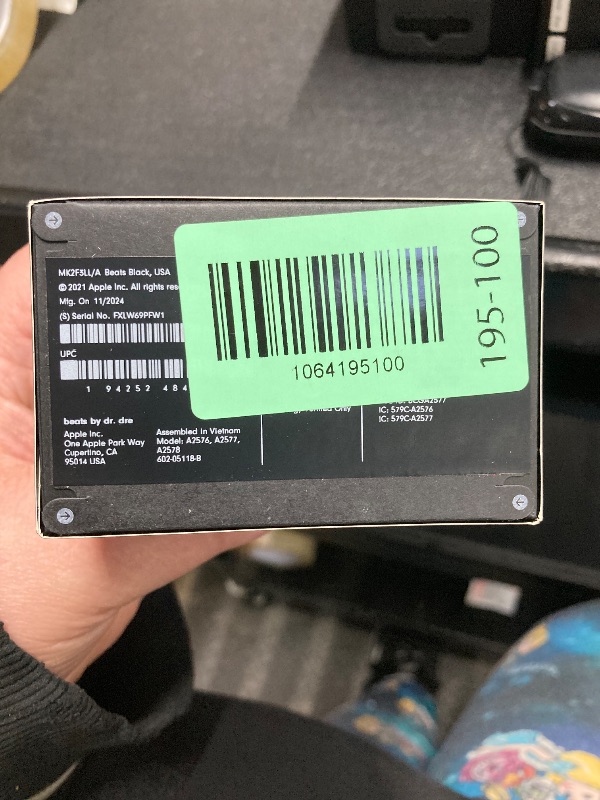 MK2F3LL/A Beats Black, USA
© 2021 Apple Inc. All rights
Mfg. On 11/2024
(S) Serial No. FXLW69PFW1
UPC
1 94252 484
beats by dr. dre
Apple Inc.
One Apple Park Way
Cupertino, CA
95014 USA
Assembled in Vietnam
Model: A2576, A2577,
A2578
602-05118-B
Only
IC: 579C-A2576
IC: 579C-A2577
1064195100
195-100